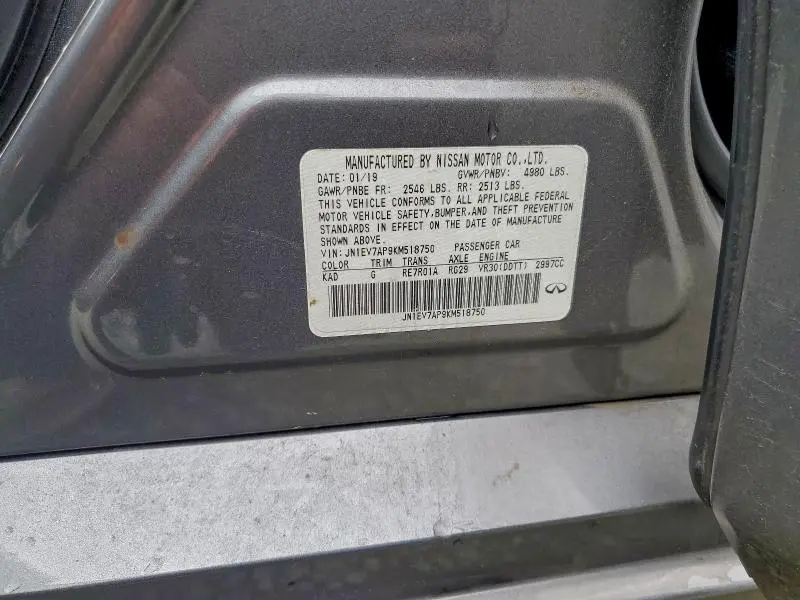 MANUFACTURED BY NISSAN MOTOR CO.,LTD.
DATE: 01/19 GVWR/PNBV: 4980 LBS.
GAWR/PNBE FR: 2546 LBS. RR: 2513 LBS.
THIS VEHICLE CONFORMS TO ALL APPLICABLE FEDERAL
MOTOR VEHICLE SAFETY,BUMPER,AND THEFT PREVENTION
STANDARDS IN EFFECT ON THE DATE OF MANUFACTURE
SHOWN ABOVE.
VIN: JN1EV7AP9KM518750 PASSENGER CAR
COLOR TRIM TRANS AXLE ENGINE
KAD G RE7R01A RG29 VR30(DDTT) 2997CC
JN1EV7AP9KM518750